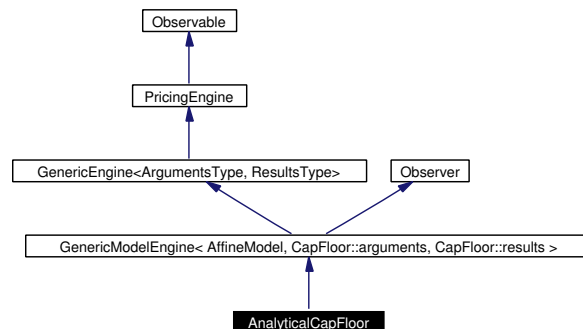 Observable
PricingEngine
GenericEngine<ArgumentsType, ResultsType>
Observer
GenericModelEngine< AffineModel, CapFloor::arguments, CapFloor::results >
AnalyticalCapFloor